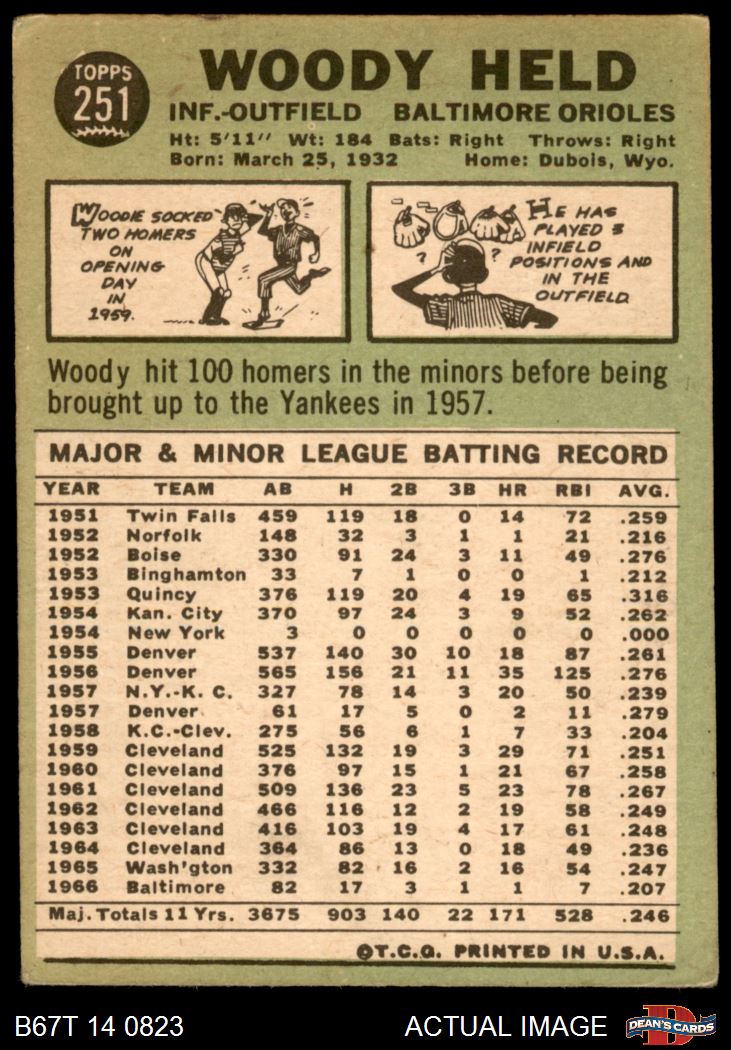 TOPPS
251
WOODY HELD
INF.-OUTFIELD BALTIMORE ORIOLES
Ht: 5'11" Wt: 184 Bats: Right Throws: Right
Born: March 25, 1932 Home: Dubois, Wyo.
WOODIE SOCKED
TWO HOMERS
ON
OPENING
DAY
IN
1959.
HE HAS
PLAYED 3
INFIELD
POSITIONS AND
IN THE
OUTFIELD
? ?
Woody hit 100 homers in the minors before being
brought up to the Yankees in 1957.
MAJOR & MINOR LEAGUE BATTING RECORD
YEAR TEAM AB H 2B 3B HR RBI AVG.
1951 Twin Falls 459 119 18 0 14 72 .259
1952 Norfolk 148 32 3 1 1 21 .216
1952 Boise 330 91 24 3 11 49 .276
1953 Binghamton 33 7 1 0 0 1 .212
1953 Quincy 376 119 20 4 19 65 .316
1954 Kan. City 370 97 24 3 9 52 .262
1954 New York 3 0 0 0 0 0 .000
1955 Denver 537 140 30 10 18 87 .261
1956 Denver 565 156 21 11 35 125 .276
1957 N.Y.-K. C. 327 78 14 3 20 50 .239
1957 Denver 61 17 5 0 2 11 .279
1958 K.C.-Clev. 275 56 6 1 7 33 .204
1959 Cleveland 525 132 19 3 29 71 .251
1960 Cleveland 376 97 15 1 21 67 .258
1961 Cleveland 509 136 23 5 23 78 .267
1962 Cleveland 466 116 12 2 19 58 .249
1963 Cleveland 416 103 19 4 17 61 .248
1964 Cleveland 364 86 13 0 18 49 .236
1965 Wash'gton 332 82 16 2 16 54 .247
1966 Baltimore 82 17 3 1 1 7 .207
Maj. Totals 11 Yrs. 3675 903 140 22 171 528 .246
©T.C.G. PRINTED IN U.S.A.
B67T 14 0823 ACTUAL IMAGE
D
DEAN'S CARDS